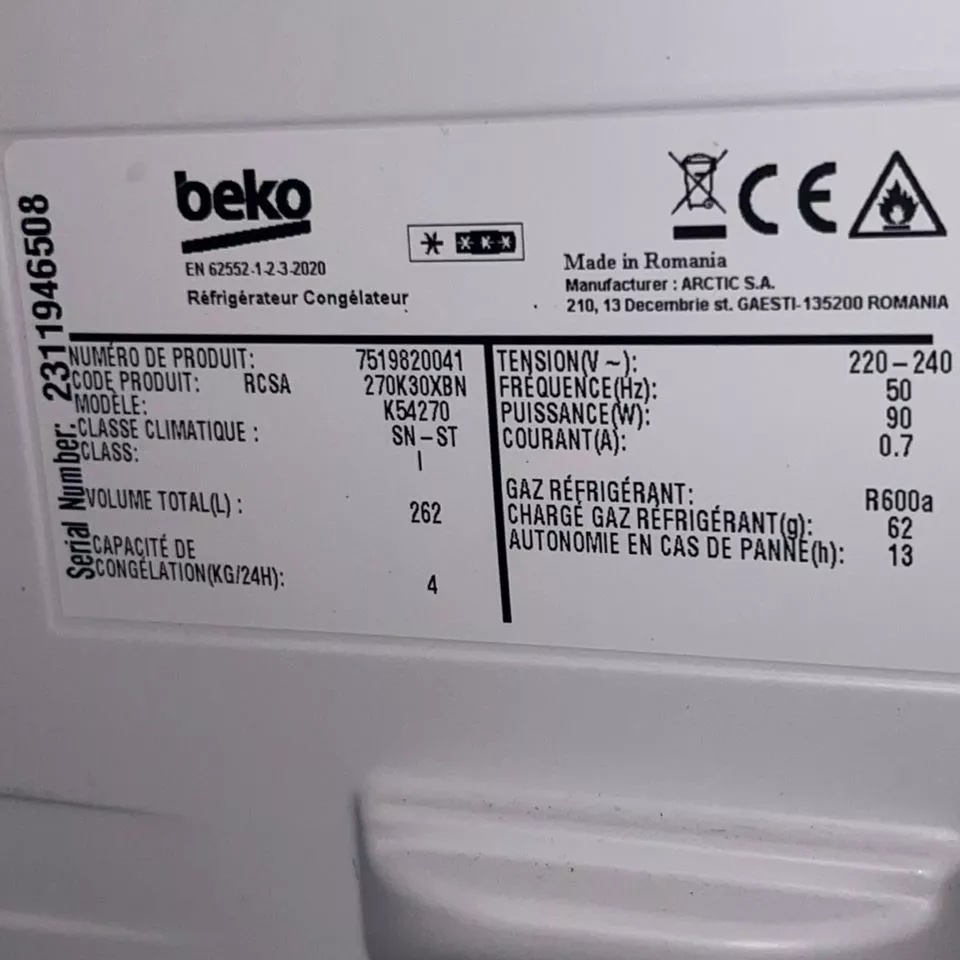 beko
EN 62552-1-2-3-2020
Réfrigérateur Congélateur
CE
Made in Romania
Manufacturer : ARCTIC S.A.
210, 13 Decembrie st. GAESTI-135200 ROMANIA
Serial Number: 2311946508
NUMÉRO DE PRODUIT: 7519820041
CODE PRODUIT: RCSA 270K30XBN
MODÈLE: K54270
CLASSE CLIMATIQUE : SN-ST
CLASS: I
VOLUME TOTAL(L) : 262
CAPACITÉ DE
CONGÉLATION(KG/24H): 4
TENSION(V ~): 220-240
FRÉQUENCE(Hz): 50
PUISSANCE(W): 90
COURANT(A): 0.7
GAZ RÉFRIGÉRANT: R600a
CHARGE GAZ RÉFRIGÉRANT(g): 62
AUTONOMIE EN CAS DE PANNE(h): 13